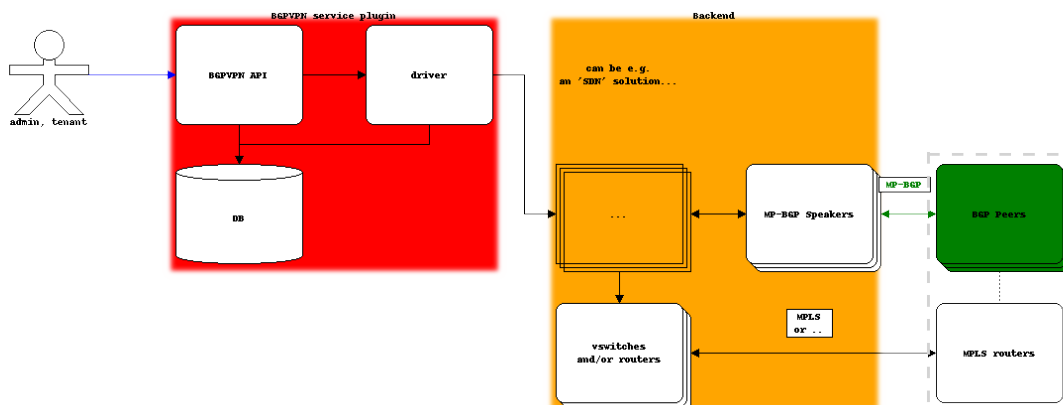 BGPVPN service plugin
Backend
BGPVPN API
driver
can be e.g.
an 'SDN' solution...
admin, tenant
MP-BGP
DB
...
MP-BGP Speakers
BGP Peers
MPLS
or ..
vswitches
and/or routers
MPLS routers